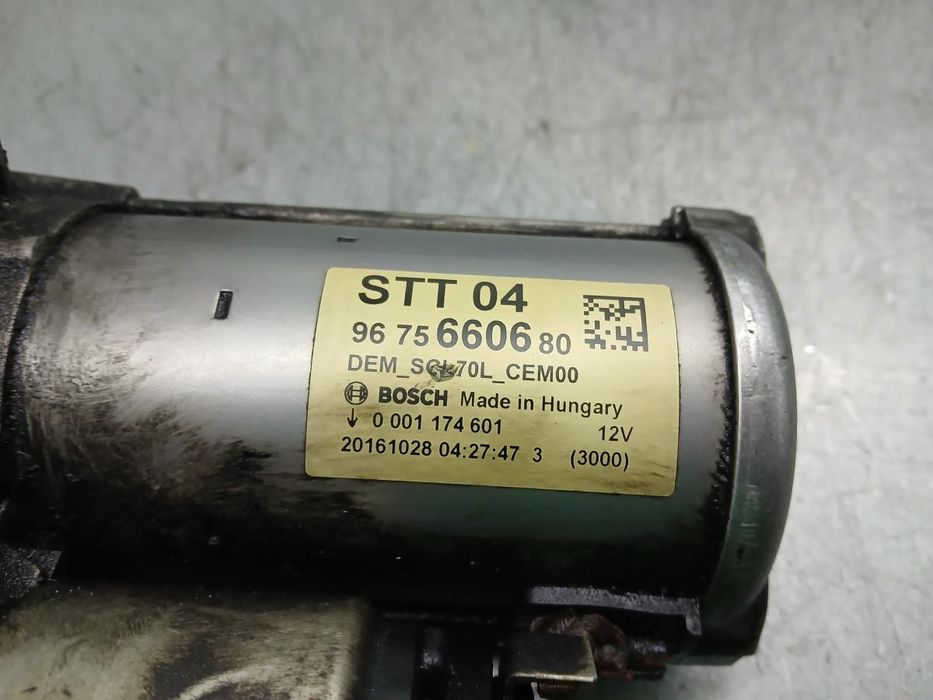 STT 04
96 75 6606 80
DEM_SCL70L_CEM00
BOSCH Made in Hungary
↓ 0 001 174 601 12V
20161028 04:27:47 3 (3000)